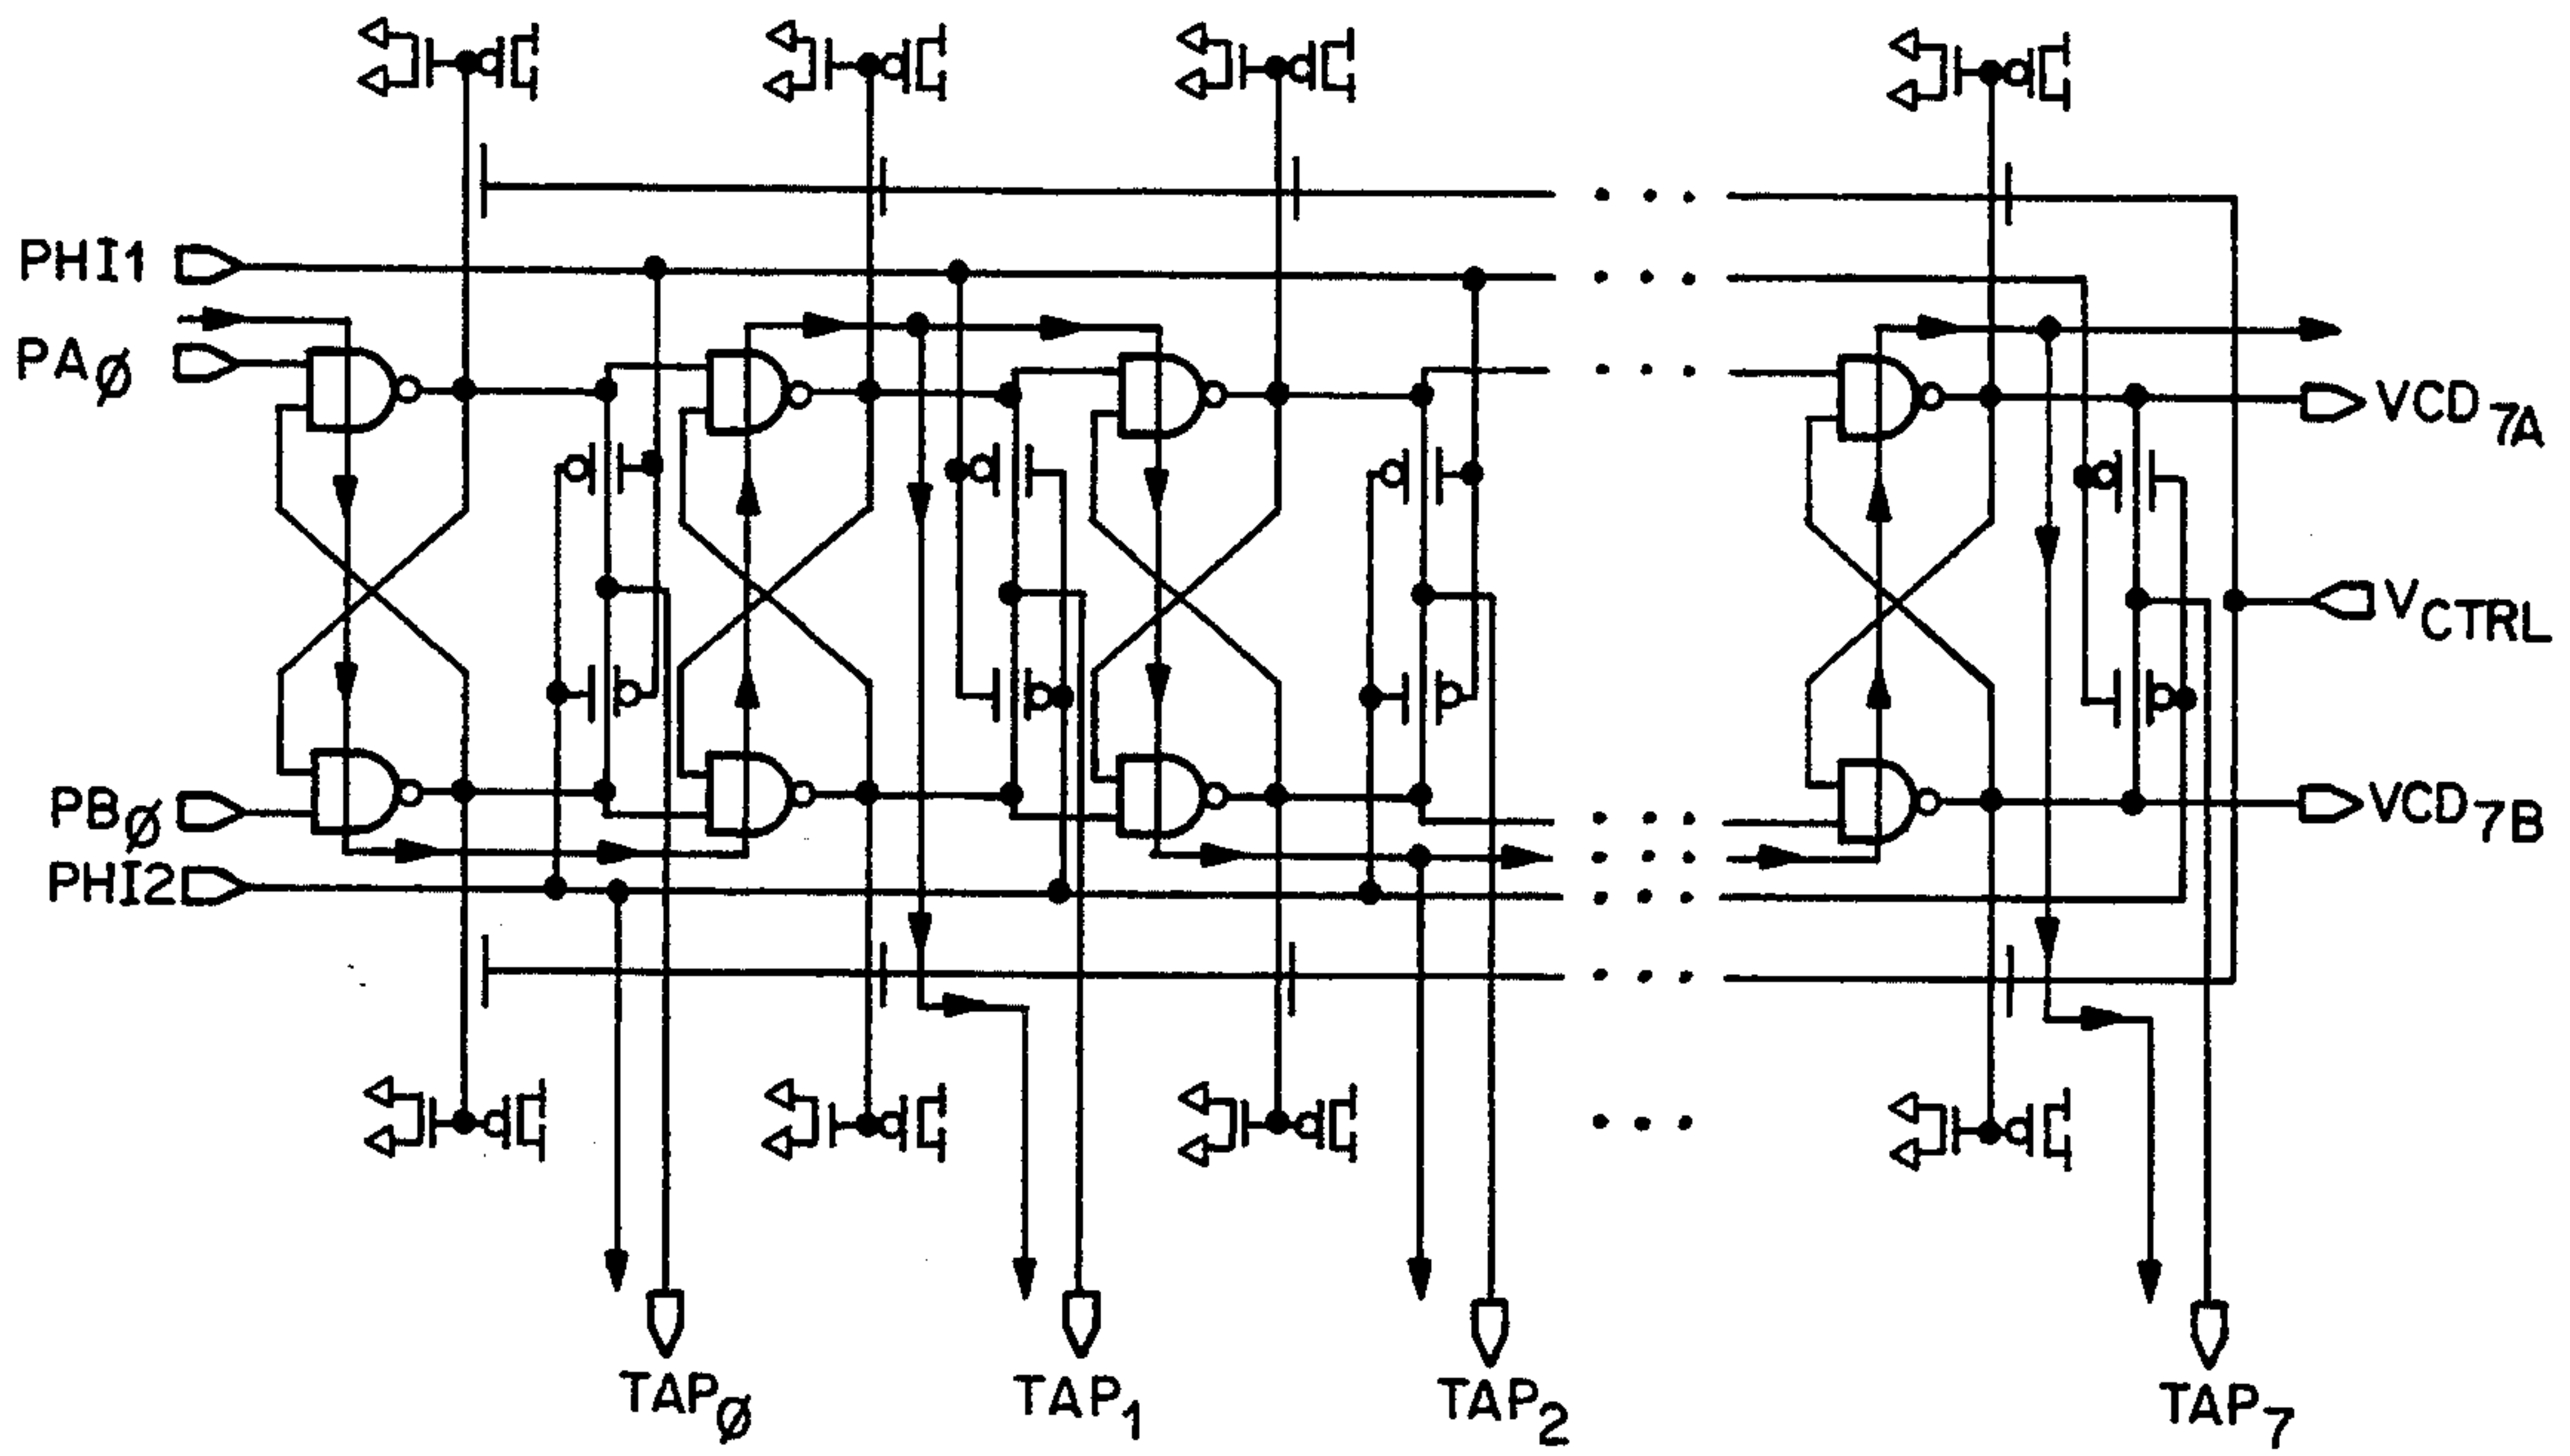 PHI1
PAø
VCD7A
VCTRL
PBø
VCD7B
PHI2
TAPø
TAP1
TAP2
TAP7